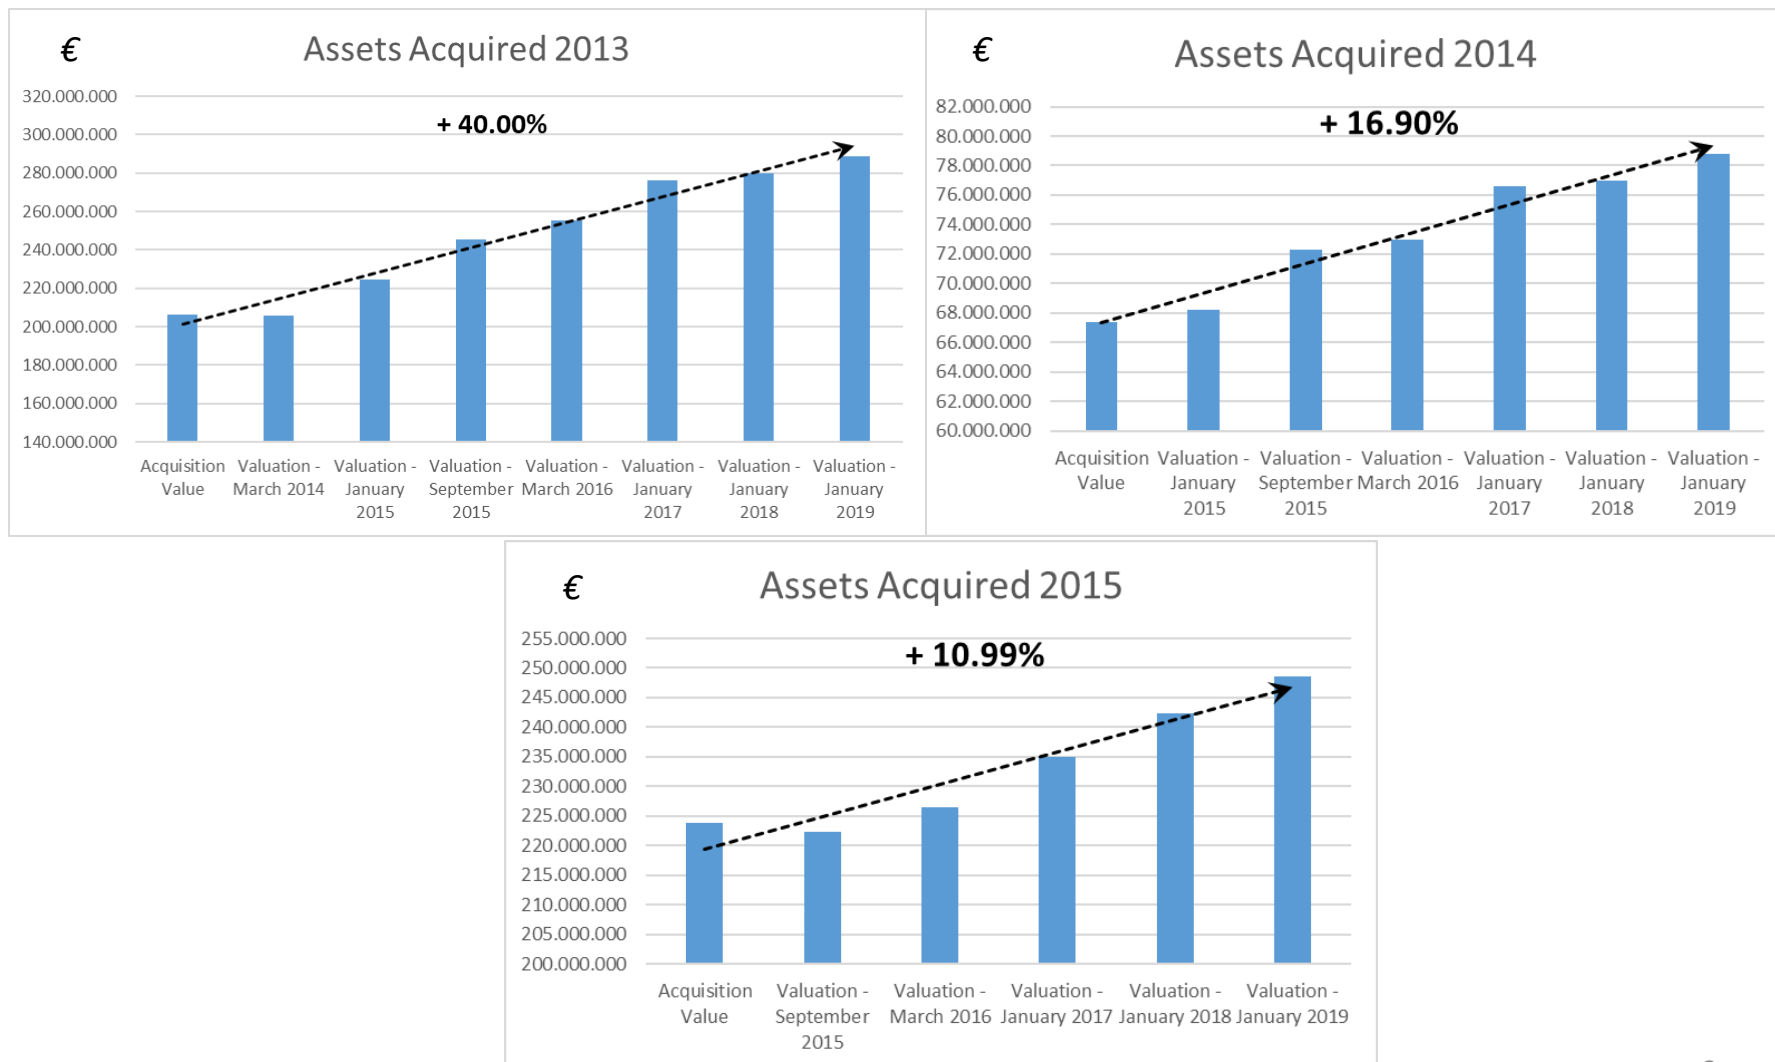 €
Assets Acquired 2013
+ 40.00%
320.000.000
300.000.000
280.000.000
260.000.000
240.000.000
220.000.000
200.000.000
180.000.000
160.000.000
140.000.000
Acquisition Value
Valuation - March 2014
Valuation - January 2015
Valuation - September 2015
Valuation - March 2016
Valuation - January 2017
Valuation - January 2018
Valuation - January 2019
€
Assets Acquired 2014
+ 16.90%
82.000.000
80.000.000
78.000.000
76.000.000
74.000.000
72.000.000
70.000.000
68.000.000
66.000.000
64.000.000
62.000.000
60.000.000
Acquisition Value
Valuation - January 2015
Valuation - September 2015
Valuation - March 2016
Valuation - January 2017
Valuation - January 2018
Valuation - January 2019
€
Assets Acquired 2015
+ 10.99%
255.000.000
250.000.000
245.000.000
240.000.000
235.000.000
230.000.000
225.000.000
220.000.000
215.000.000
210.000.000
205.000.000
200.000.000
Acquisition Value
Valuation - September 2015
Valuation - March 2016
Valuation - January 2017
Valuation - January 2018
Valuation - January 2019